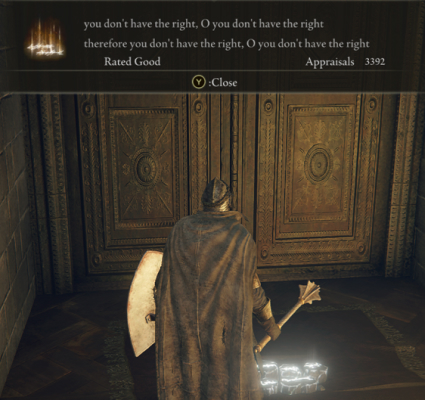 you don't have the right, O you don't have the right
therefore you don't have the right, O you don't have the right
Rated Good Appraisals 3392
Y :Close